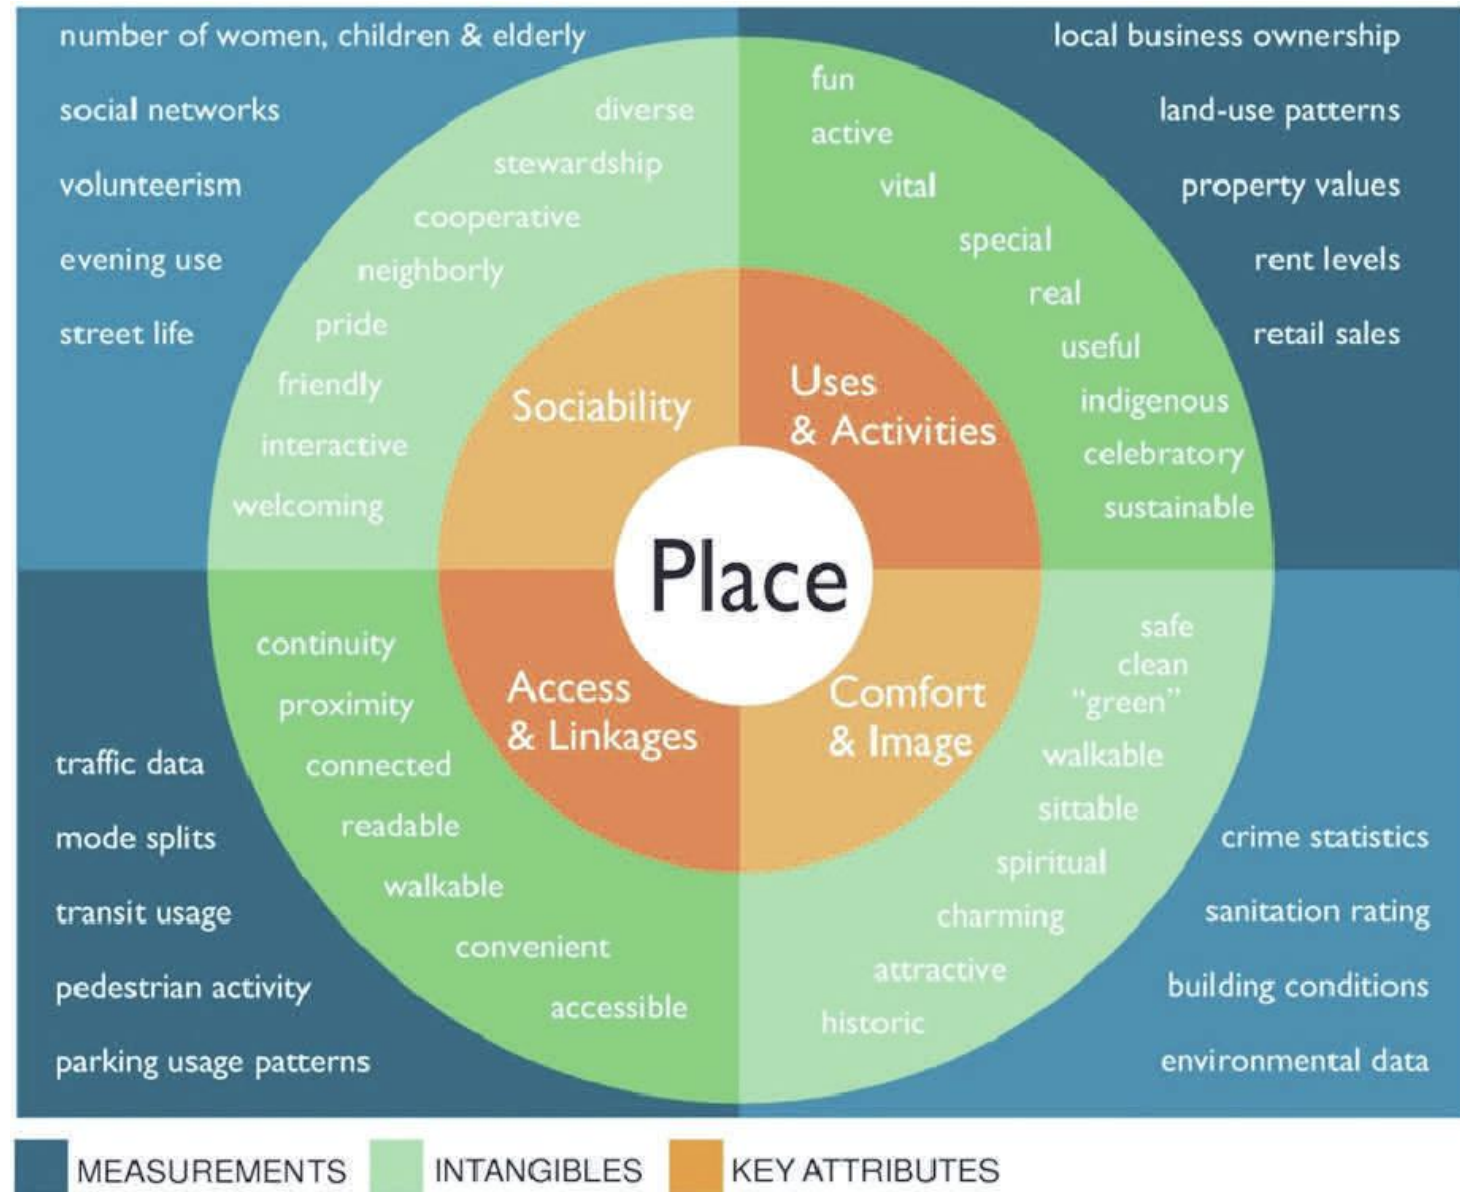 number of women, children & elderly
social networks
volunteerism
evening use
street life
diverse
stewardship
cooperative
neighborly
pride
friendly
interactive
welcoming
Sociability
local business ownership
land-use patterns
property values
rent levels
retail sales
fun
active
vital
special
real
useful
indigenous
celebratory
sustainable
Uses
& Activities
Place
continuity
proximity
connected
readable
walkable
convenient
accessible
Access
& Linkages
traffic data
mode splits
transit usage
pedestrian activity
parking usage patterns
Comfort
& Image
safe
clean
"green"
walkable
sittable
spiritual
charming
attractive
historic
crime statistics
sanitation rating
building conditions
environmental data
MEASUREMENTS
INTANGIBLES
KEY ATTRIBUTES